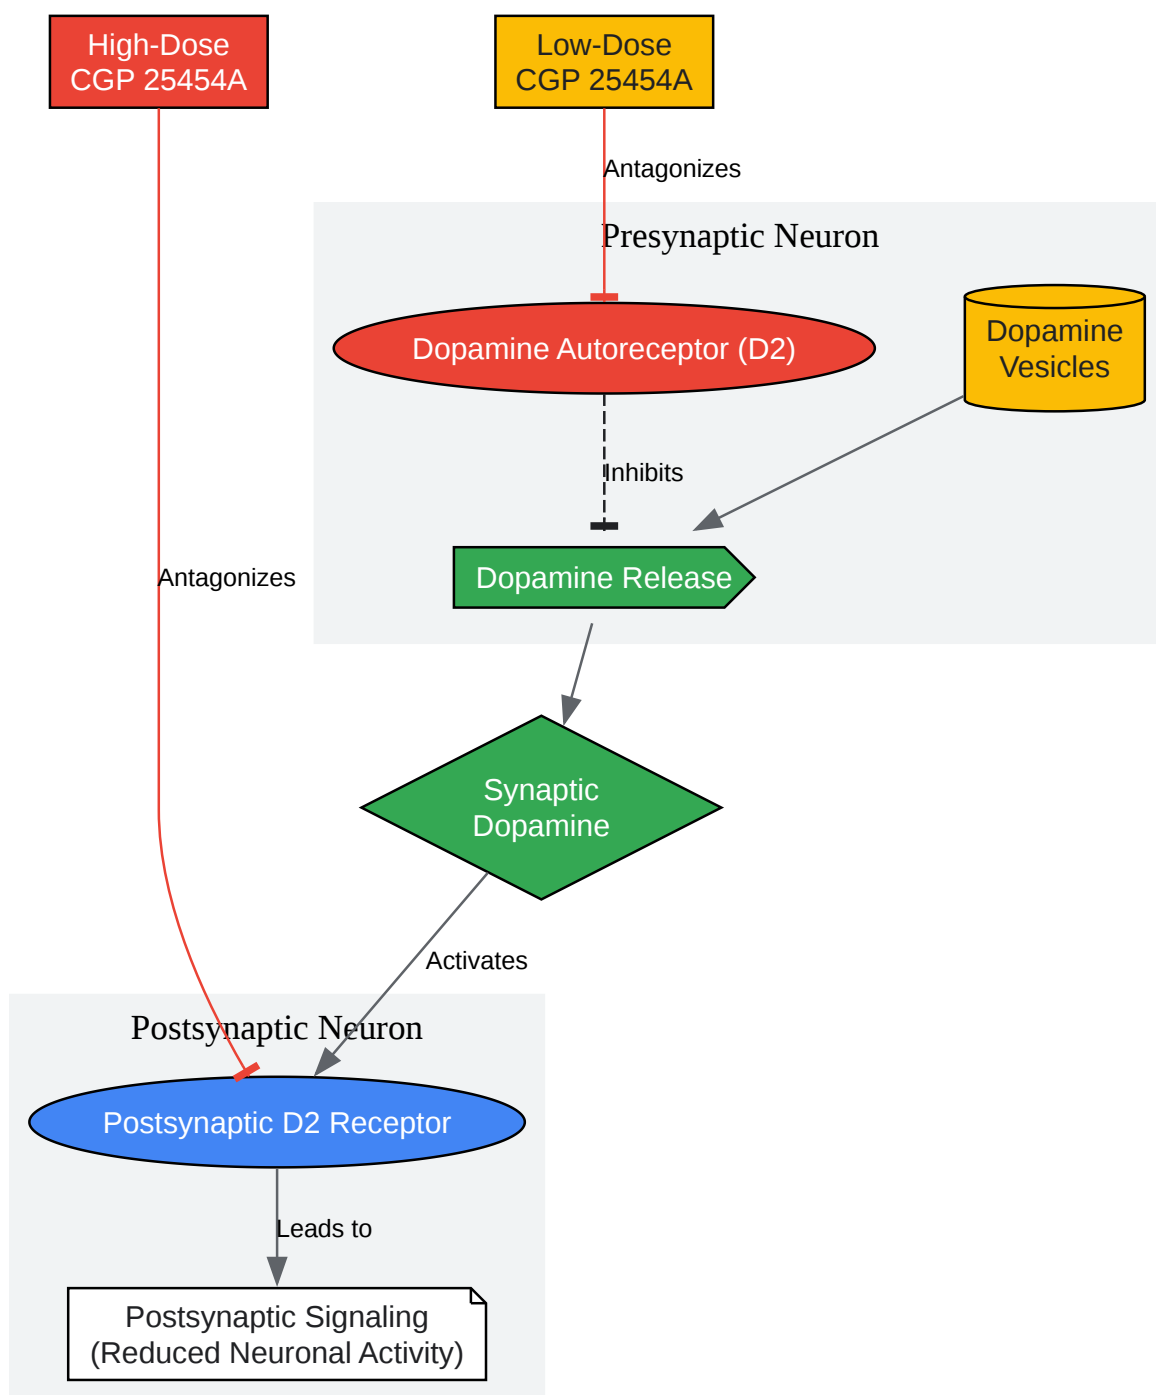 High-Dose
CGP 25454A
Low-Dose
CGP 25454A
Antagonizes
Presynaptic Neuron
Dopamine Autoreceptor (D2)
Dopamine
Vesicles
Inhibits
Dopamine Release
Antagonizes
Synaptic
Dopamine
Activates
Postsynaptic Neuron
Postsynaptic D2 Receptor
Leads to
Postsynaptic Signaling
(Reduced Neuronal Activity)